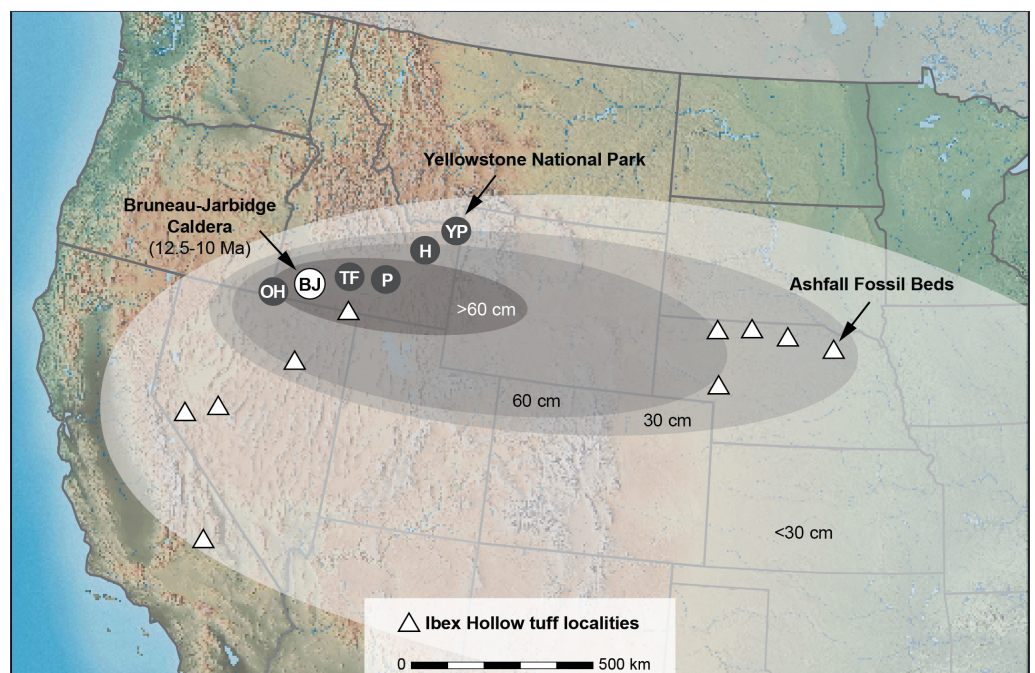 Yellowstone National Park
Bruneau-Jarbidge
Caldera
(12.5-10 Ma)
YP
H
OH
BJ
TF
P
Ashfall Fossil Beds
>60 cm
60 cm
30 cm
<30 cm
Ibex Hollow tuff localities
0 500 km